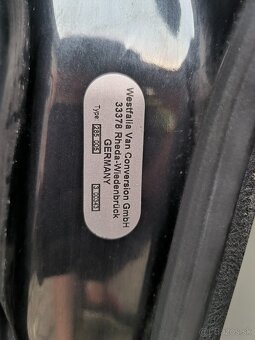 Westfalia Van Conversion GmbH
33378 Rheda-Wiedenbrück
GERMANY
Type: